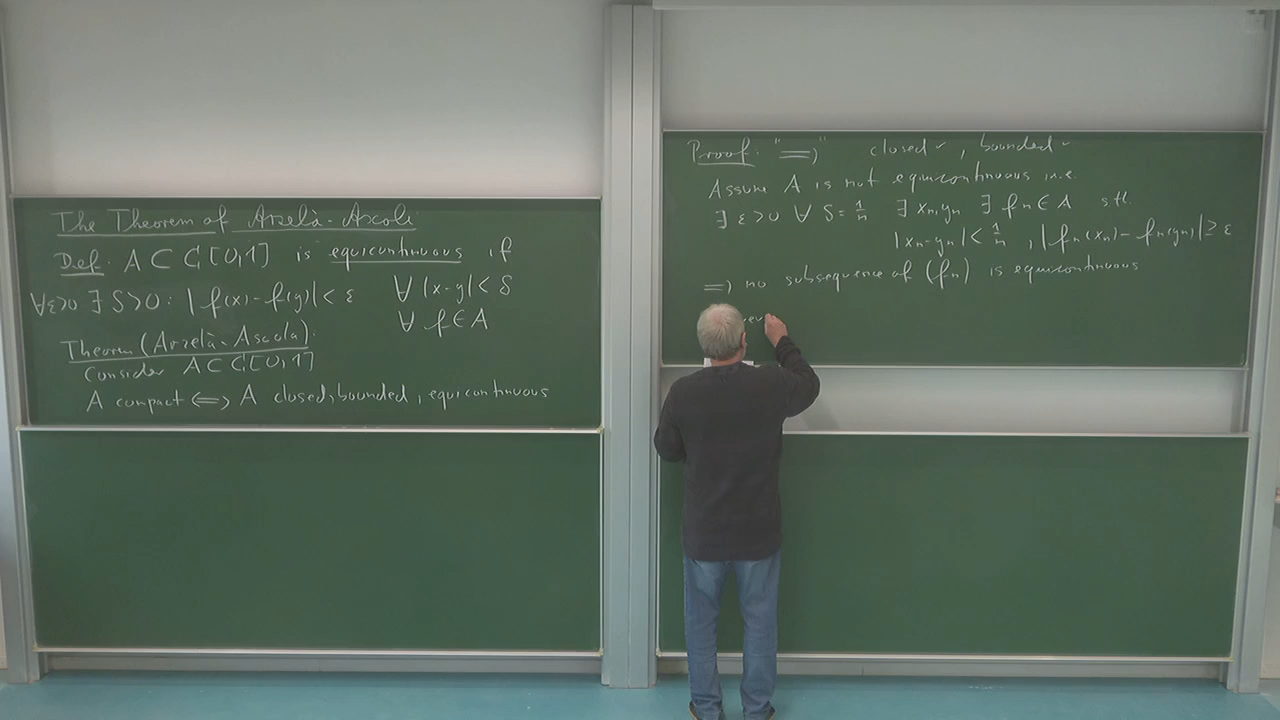 The Theorem of Arzelà-Ascoli
Def. A ⊂ C[0,1] is equicontinuous if
∀ε>0 ∃ δ>0: |f(x)-f(y)| < ε ∀ |x-y| < δ
∀ f ∈ A
Theorem (Arzelà-Ascola).
Consider A ⊂ C[0,1]
A compact ⟺ A closed, bounded, equicontinuous
Proof. "⟹" closed ✓, bounded ✓
Assume A is not equicontinuous i.e.
∃ ε>0 ∀ δ = 1/n ∃ xₙ, yₙ ∃ fₙ ∈ A s.th.
|xₙ-yₙ| < 1/n, |fₙ(xₙ) - fₙ(yₙ)| ≥ ε
⟹ no subsequence of (fₙ) is equicontinuous